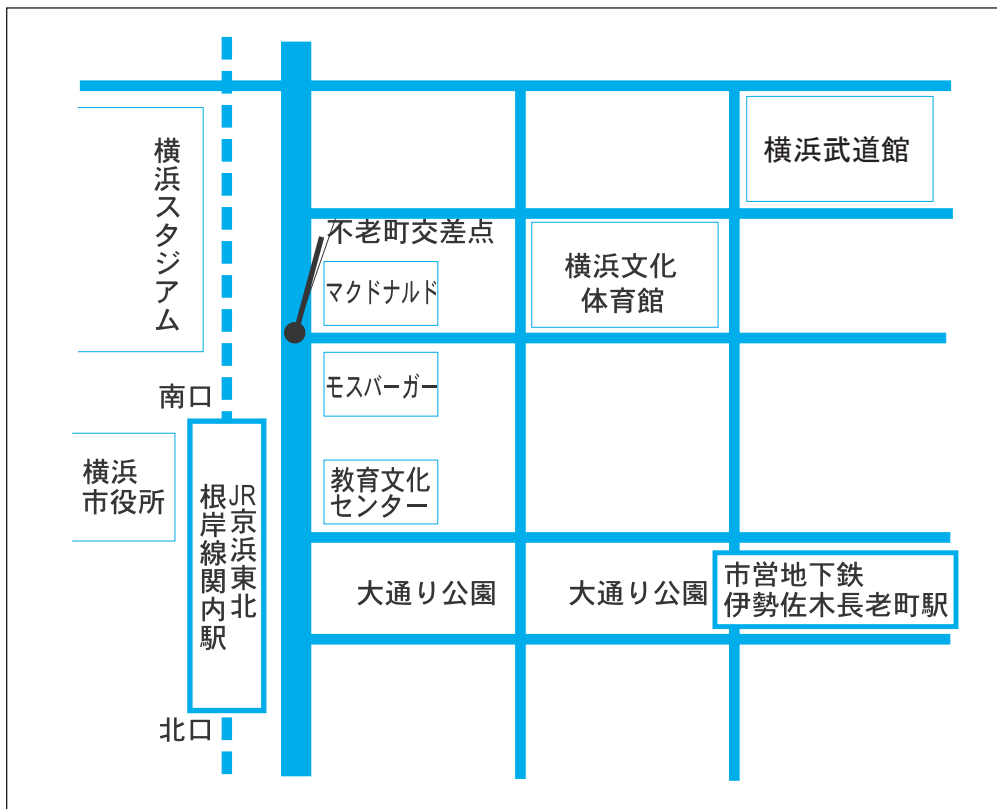 横浜スタジアム
横浜武道館
不老町交差点
マクドナルド
横浜文化
体育館
モスバーガー
南口
横浜
市役所
JR京浜東北
根岸線関内駅
教育文化
センター
大通り公園
大通り公園
市営地下鉄
伊勢佐木長老町駅
北口